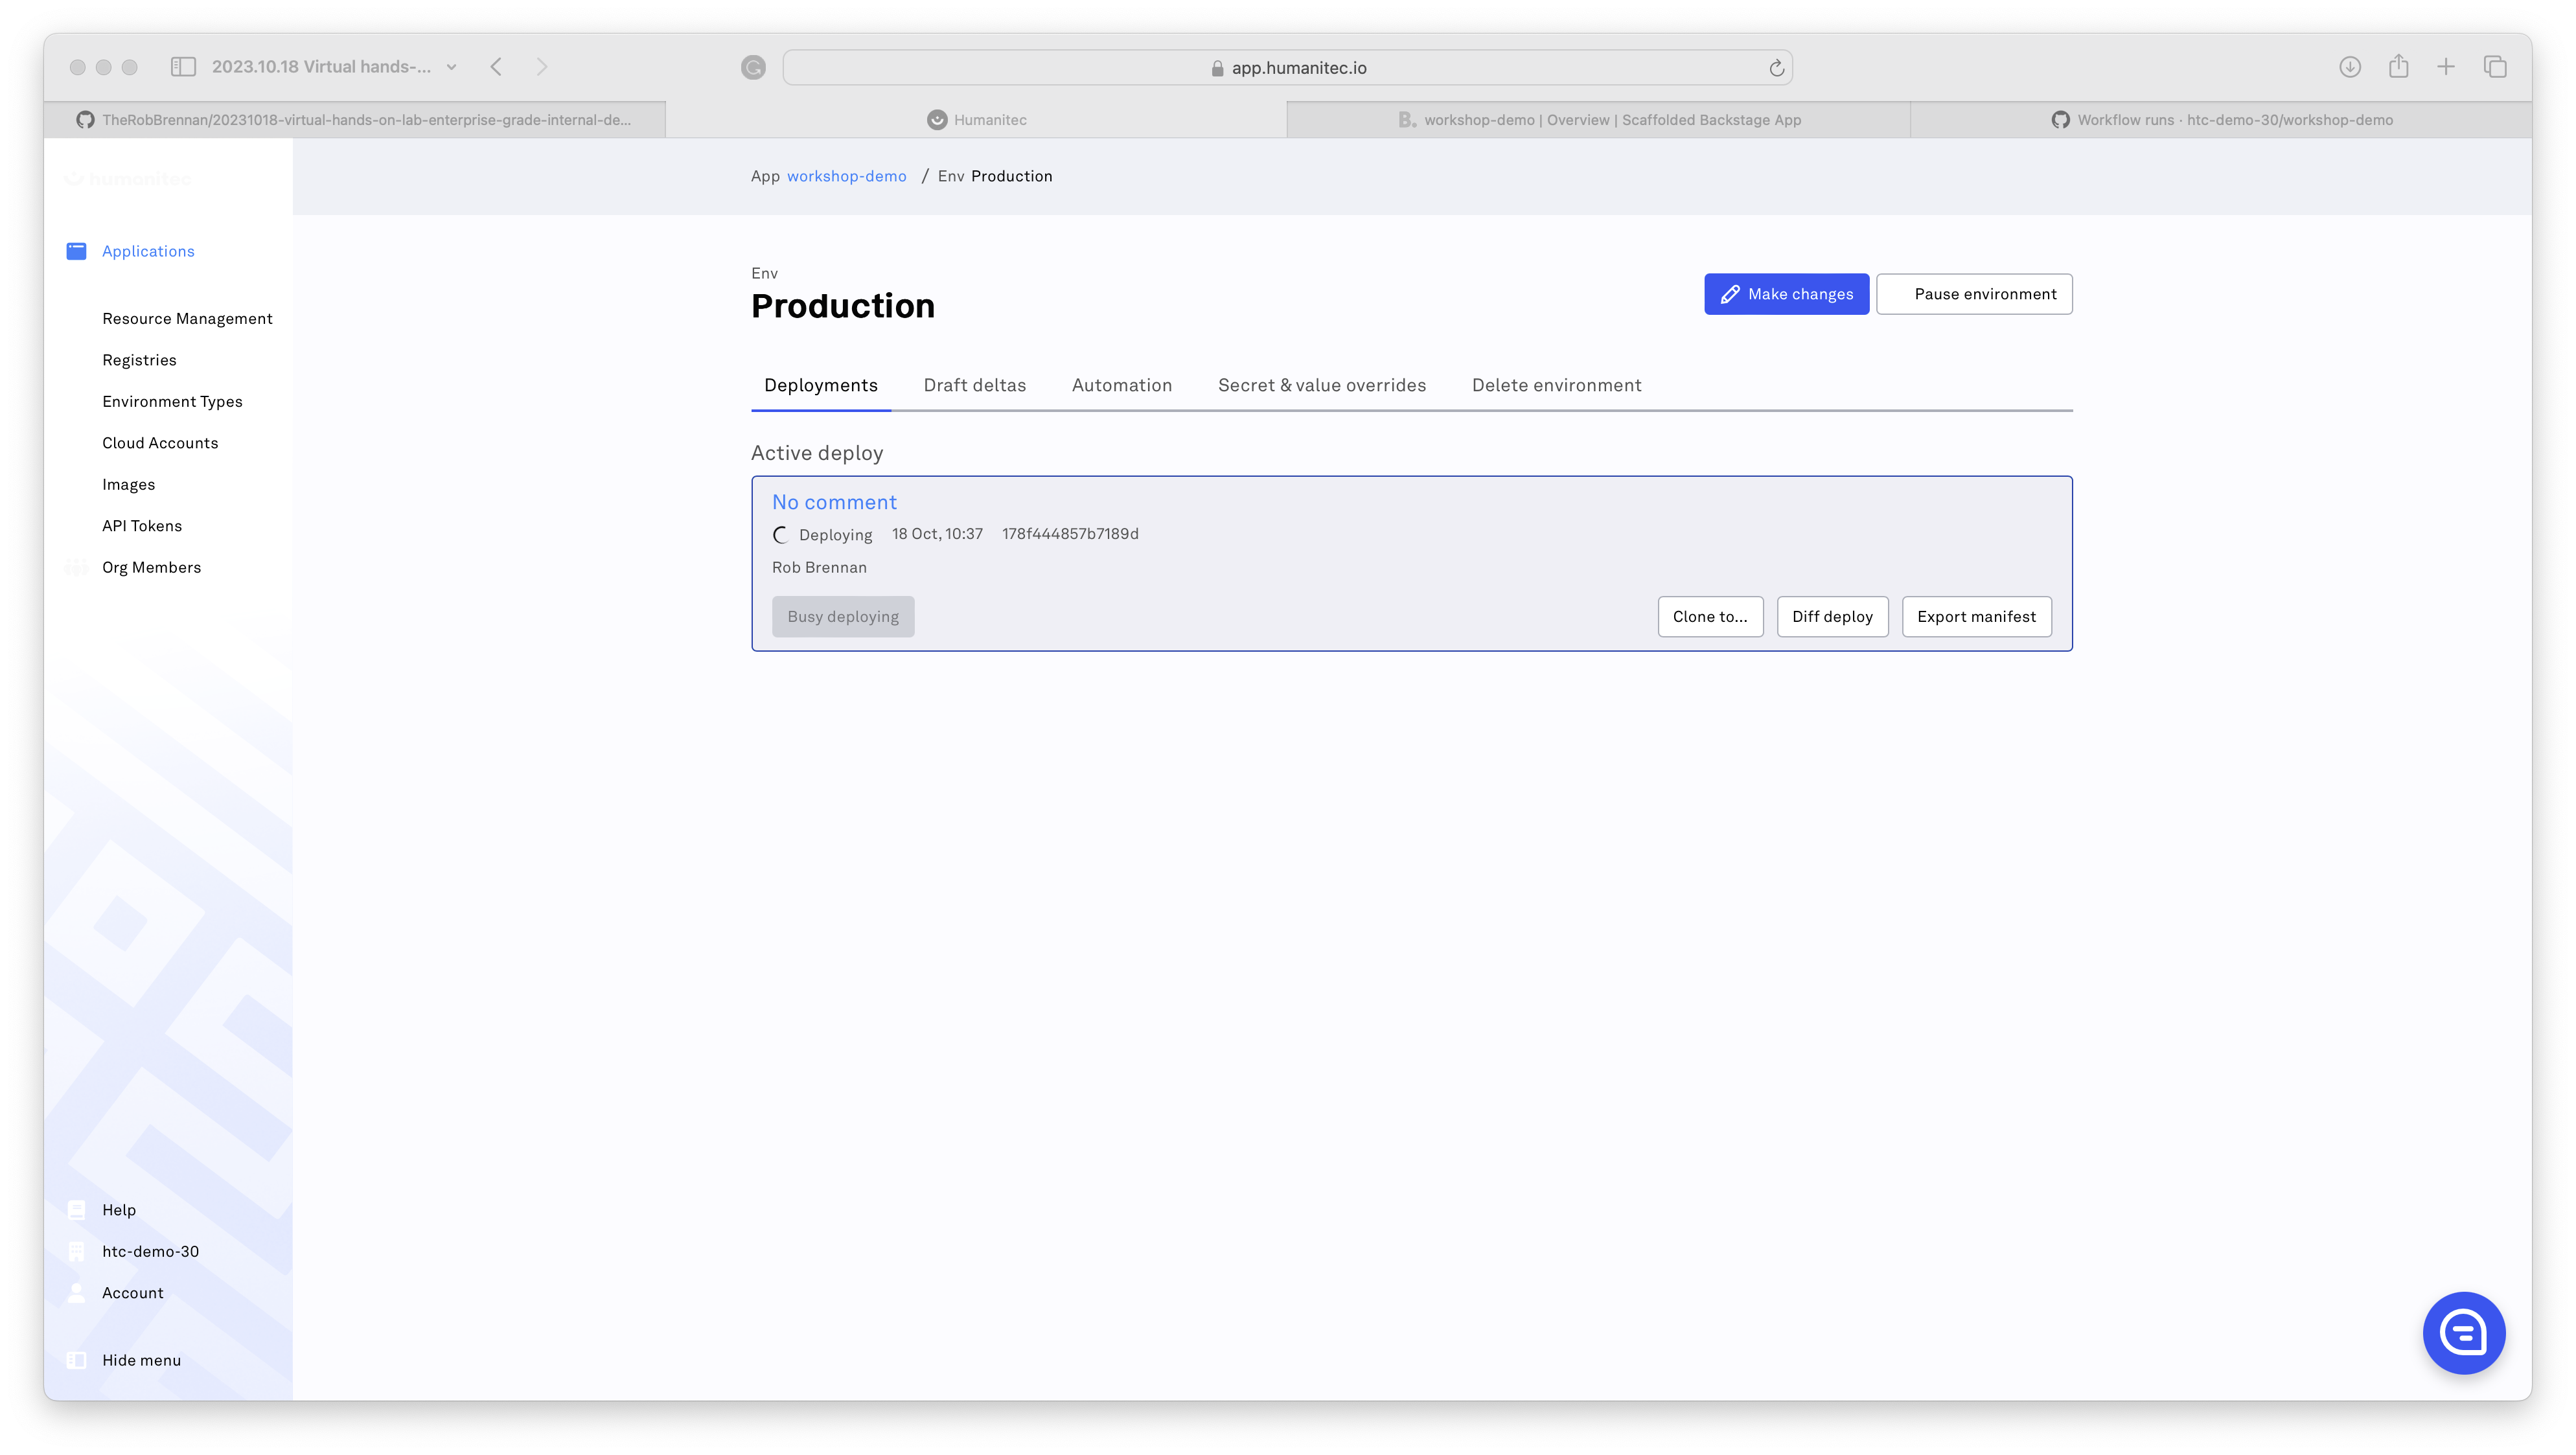 2023.10.18 Virtual hands-...
app.humanitec.io
TheRobBrennan/20231018-virtual-hands-on-lab-enterprise-grade-internal-de...
Humanitec
B. workshop-demo | Overview | Scaffolded Backstage App
Workflow runs · htc-demo-30/workshop-demo
humanitec
App workshop-demo / Env Production
Applications
Resource Management
Registries
Environment Types
Cloud Accounts
Images
API Tokens
Org Members
Env
Production
Make changes
Pause environment
Deployments
Draft deltas
Automation
Secret & value overrides
Delete environment
Active deploy
No comment
Deploying 18 Oct, 10:37 178f444857b7189d
Rob Brennan
Busy deploying
Clone to...
Diff deploy
Export manifest
Help
htc-demo-30
Account
Hide menu